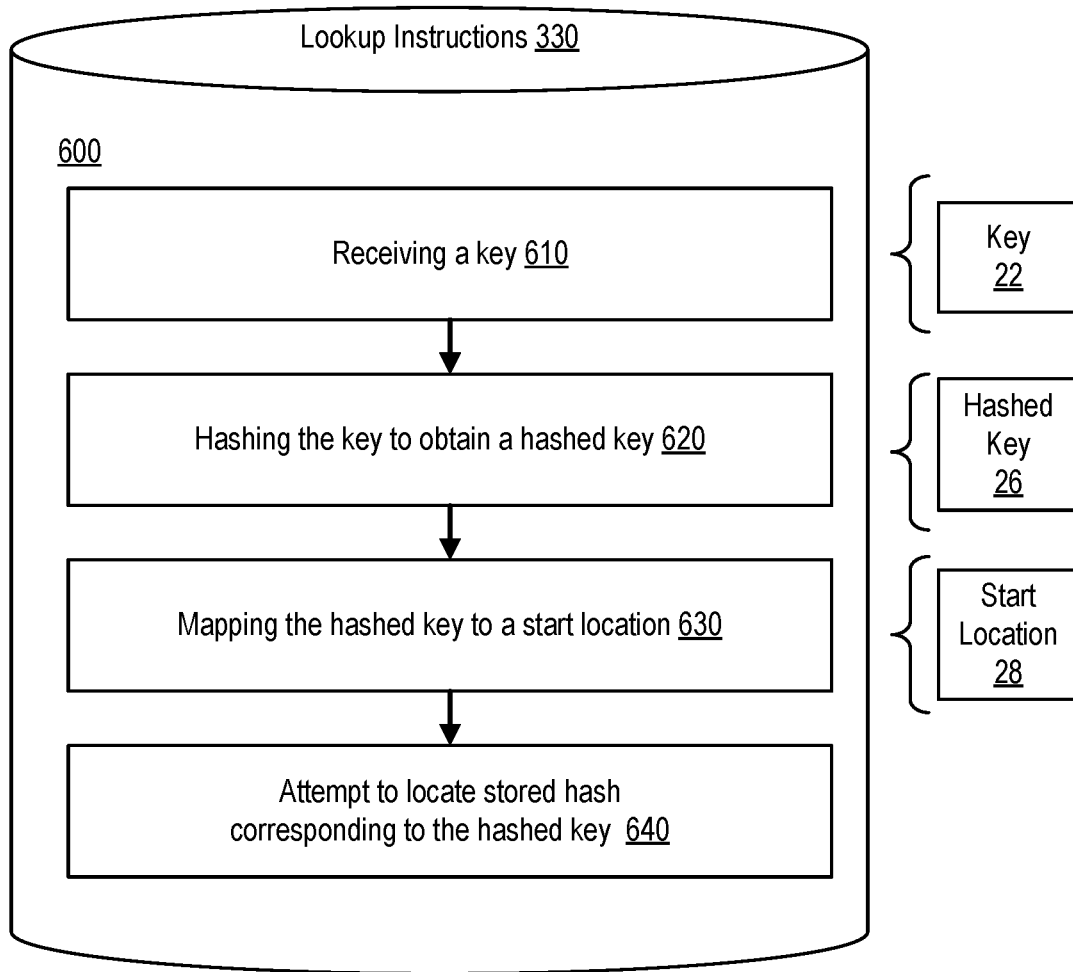 Lookup Instructions 330
600
Receiving a key 610
Key
22
Hashing the key to obtain a hashed key 620
Hashed
Key
26
Mapping the hashed key to a start location 630
Start
Location
28
Attempt to locate stored hash
corresponding to the hashed key 640